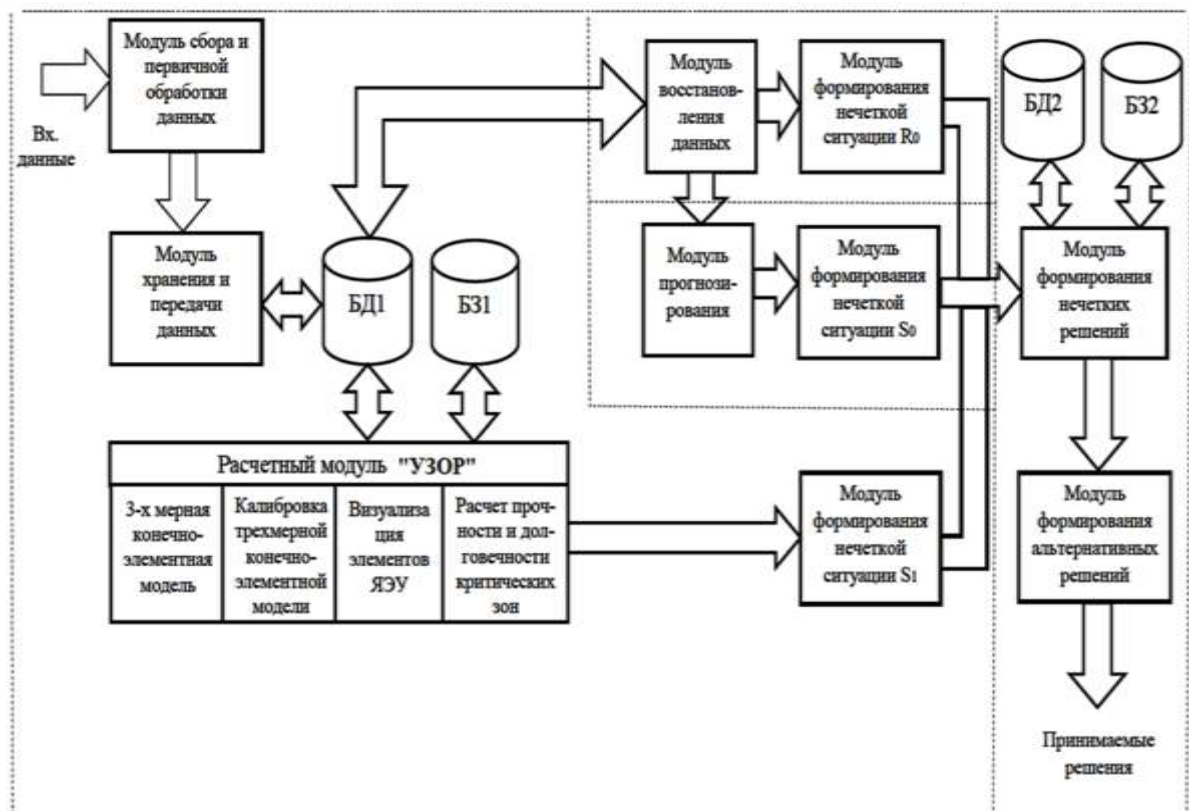 Модуль сбора и
первичной
обработки
данных
Вх.
данные
Модуль
хранения и
передачи
данных
БД1
БЗ1
Модуль
восстанов-
ления
данных
Модуль
формирования
нечеткой
ситуации R0
Модуль
прогнози-
рования
Модуль
формирования
нечеткой
ситуации S0
БД2
БЗ2
Модуль
формирования
нечетких
решений
Расчетный модуль "УЗОР"
3-х мерная
конечно-
элементная
модель
Калибровка
трехмерной
конечно-
элементной
модели
Визуализа
ция
элементов
ЯЭУ
Расчет проч-
ности и дол-
говечности
критических
зон
Модуль
формирования
нечеткой
ситуации S1
Модуль
формирования
альтернативных
решений
Принимаемые
решения